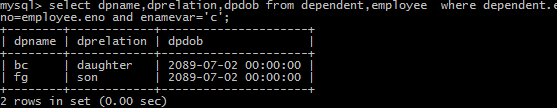 mysql> select dpname,dprelation,dpdob from dependent,employee  where dependent.e
no=employee.eno and enamevar='c';
+--------+------------+---------------------+
| dpname | dprelation | dpdob               |
+--------+------------+---------------------+
| bc     | daughter   | 2089-07-02 00:00:00 |
| fg     | son        | 2089-07-02 00:00:00 |
+--------+------------+---------------------+
2 rows in set (0.00 sec)